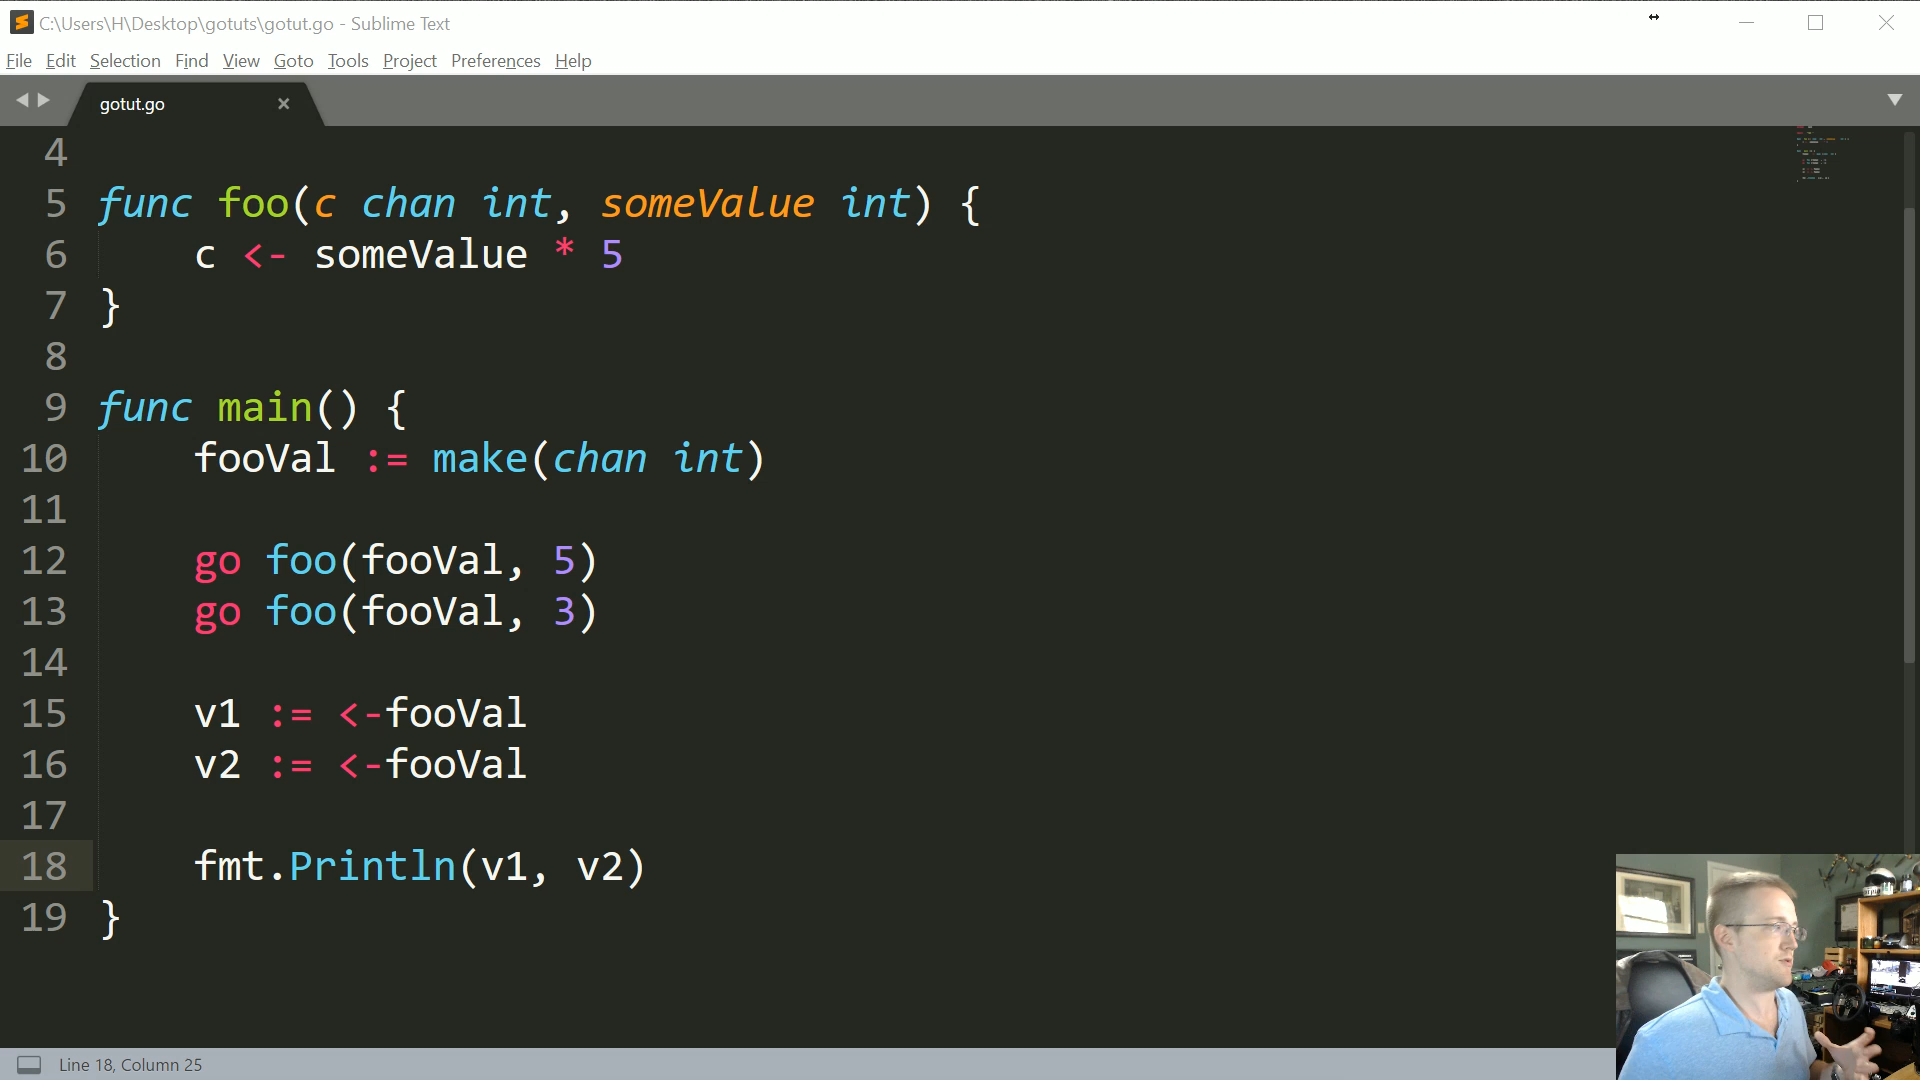 C:\Users\H\Desktop\gotuts\gotut.go - Sublime Text
File Edit Selection Find View Goto Tools Project Preferences Help
gotut.go
4
5 func foo(c chan int, someValue int) {
6 c <- someValue * 5
7 }
8
9 func main() {
10 fooVal := make(chan int)
11
12 go foo(fooVal, 5)
13 go foo(fooVal, 3)
14
15 v1 := <-fooVal
16 v2 := <-fooVal
17
18 fmt.Println(v1, v2)
19 }
Line 18, Column 25